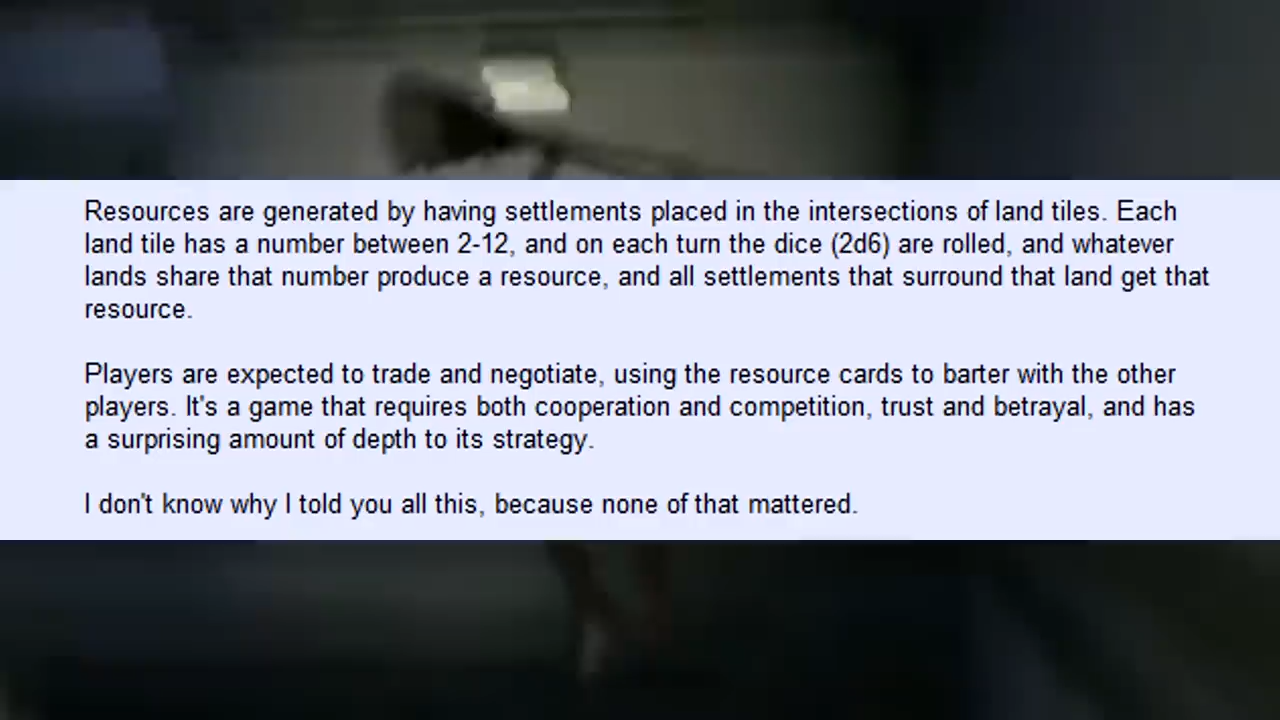 Resources are generated by having settlements placed in the intersections of land tiles. Each
land tile has a number between 2-12, and on each turn the dice (2d6) are rolled, and whatever
lands share that number produce a resource, and all settlements that surround that land get that
resource.
Players are expected to trade and negotiate, using the resource cards to barter with the other
players. It's a game that requires both cooperation and competition, trust and betrayal, and has
a surprising amount of depth to its strategy.
I don't know why I told you all this, because none of that mattered.